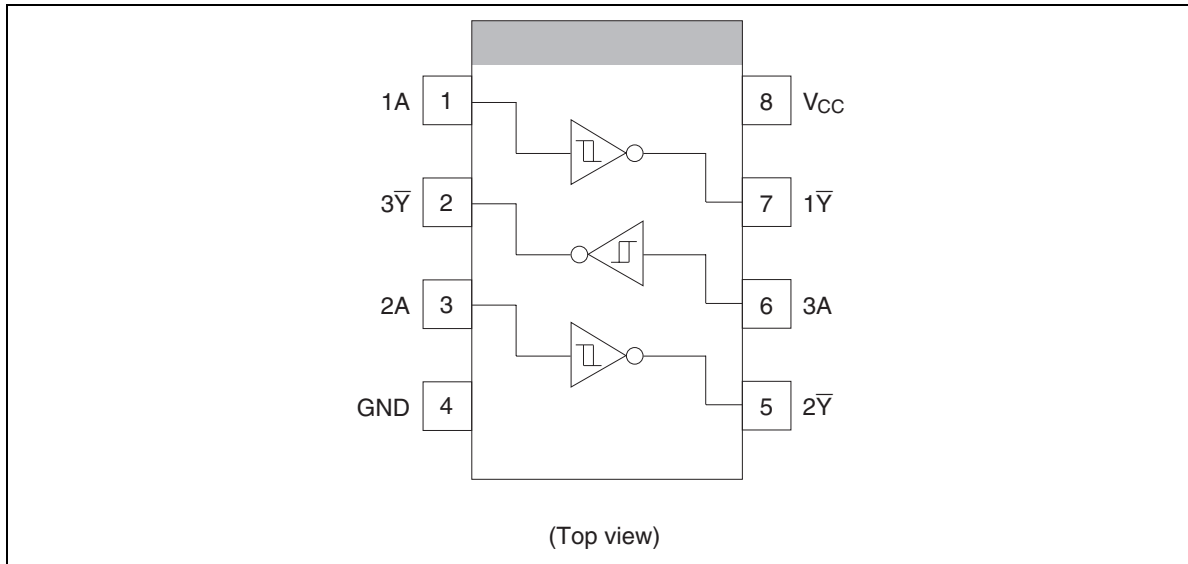 1A 1 8 VCC
3Y̅ 2 7 1Y̅
2A 3 6 3A
GND 4 5 2Y̅
(Top view)